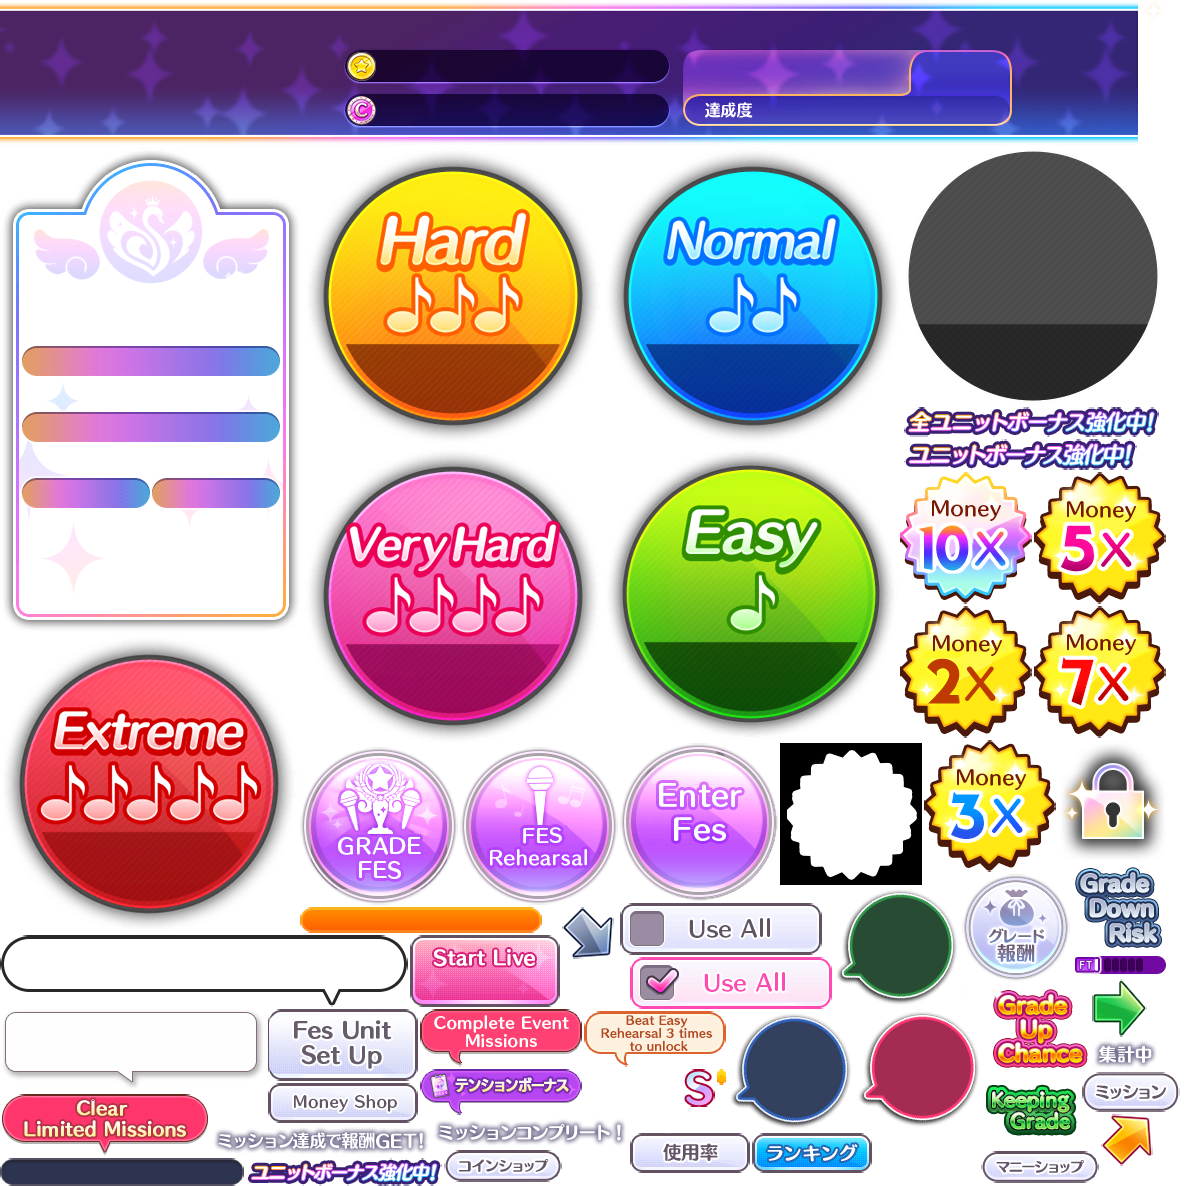 C
達成度
Hard
Normal
全ユニットボーナス強化中!
ユニットボーナス強化中!
Very Hard
Easy
Money
10X
Money
5X
Money
2X
Money
7X
Extreme
GRADE
FES
FES
Rehearsal
Enter
Fes
Money
3X
Grade
Down
Risk
FT
Use All
Use All
グレード
報酬
Start Live
Fes Unit
Set Up
Complete Event
Missions
Beat Easy
Rehearsal 3 times
to unlock
Grade
Up
Chance
集計中
テンションボーナス
S
Money Shop
Keeping
Grade
ミッション
Clear
Limited Missions
ミッション達成で報酬GET!
ミッションコンプリート!
使用率
ランキング
ユニットボーナス強化中!
コインショップ
マニーショップ